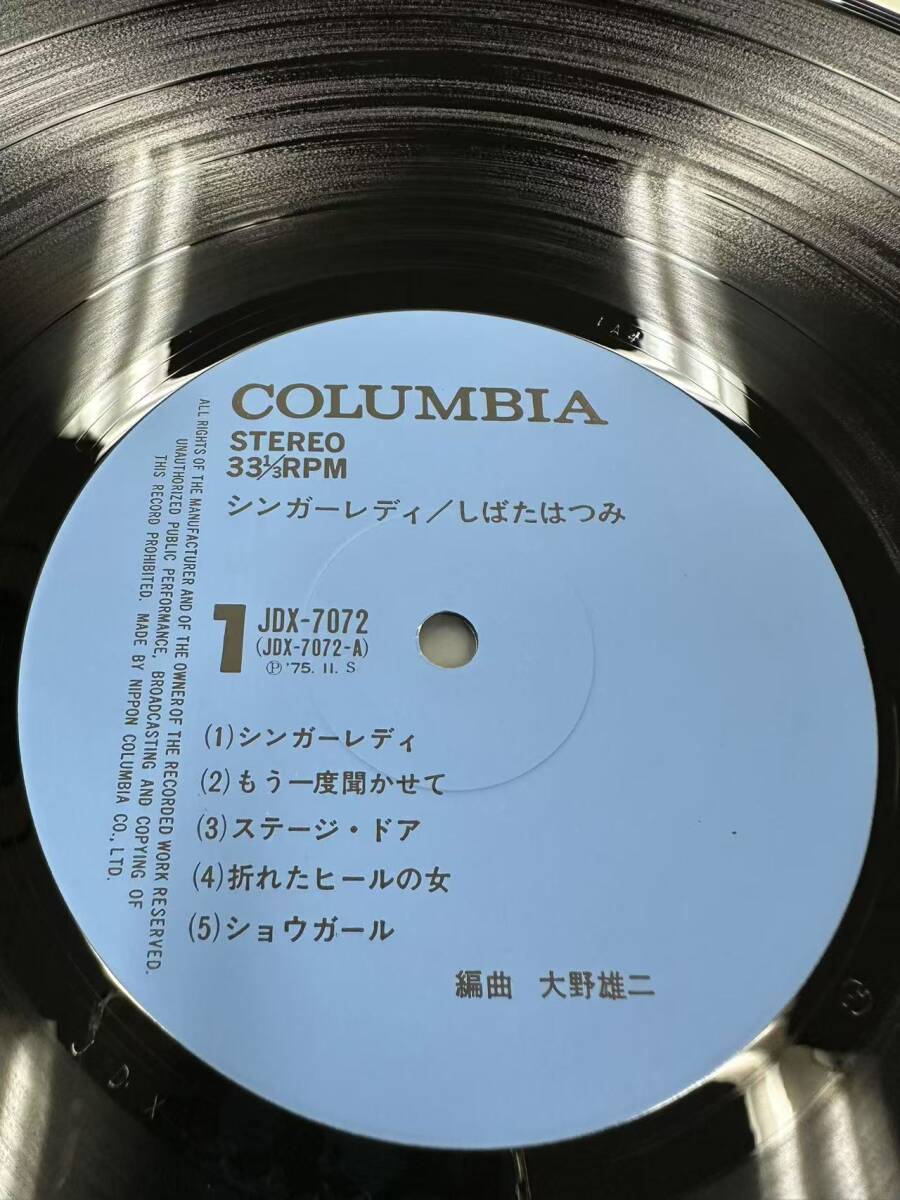 COLUMBIA
STEREO
33⅓RPM
シンガーレディ/しばたはつみ
1
JDX-7072
(JDX-7072-A)
Ⓟ'75. 11. S
(1)シンガーレディ
(2)もう一度聞かせて
(3)ステージ・ドア
(4)折れたヒールの女
(5)ショウガール
編曲 大野雄二
ALL RIGHTS OF THE MANUFACTURER AND OF THE OWNER OF THE RECORDED WORK RESERVED.
UNAUTHORIZED PUBLIC PERFORMANCE, BROADCASTING AND COPYING OF
THIS RECORD PROHIBITED. MADE BY NIPPON COLUMBIA CO., LTD.
J D X